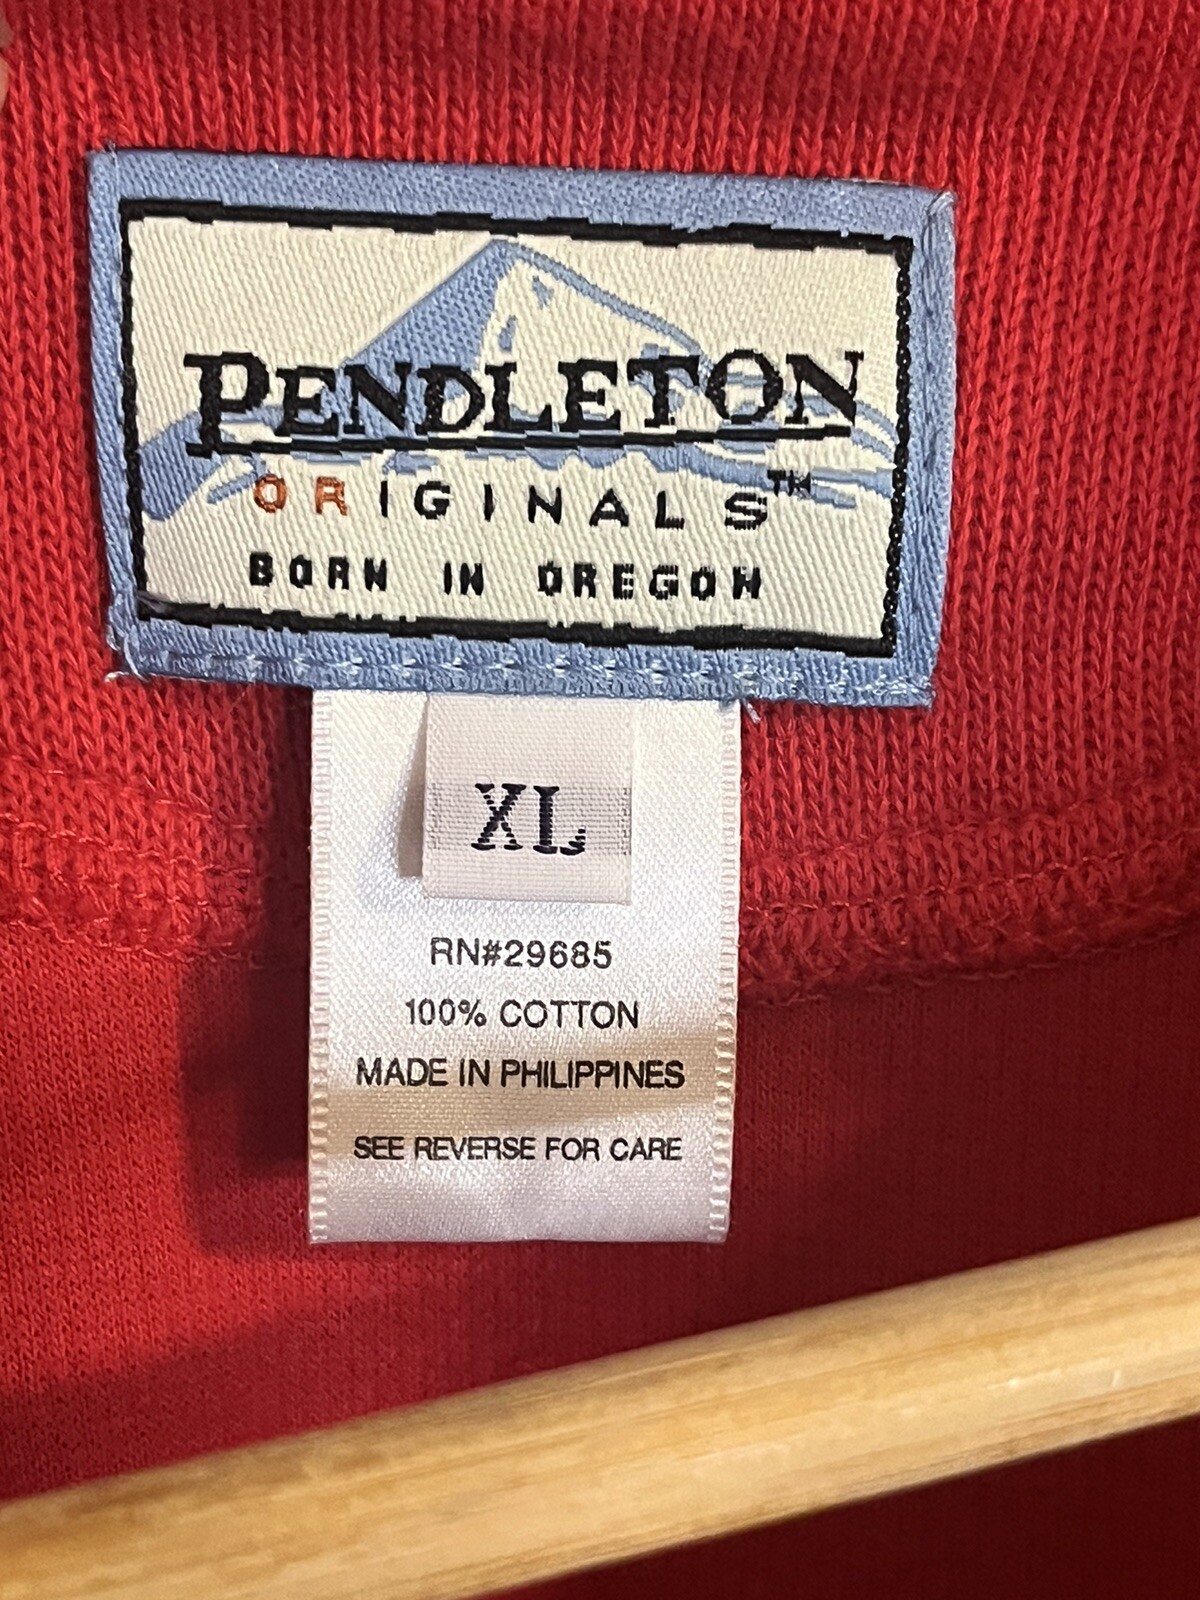 PENDLETON
ORIGINALS™
BORN IN OREGON
XL
RN#29685
100% COTTON
MADE IN PHILIPPINES
SEE REVERSE FOR CARE